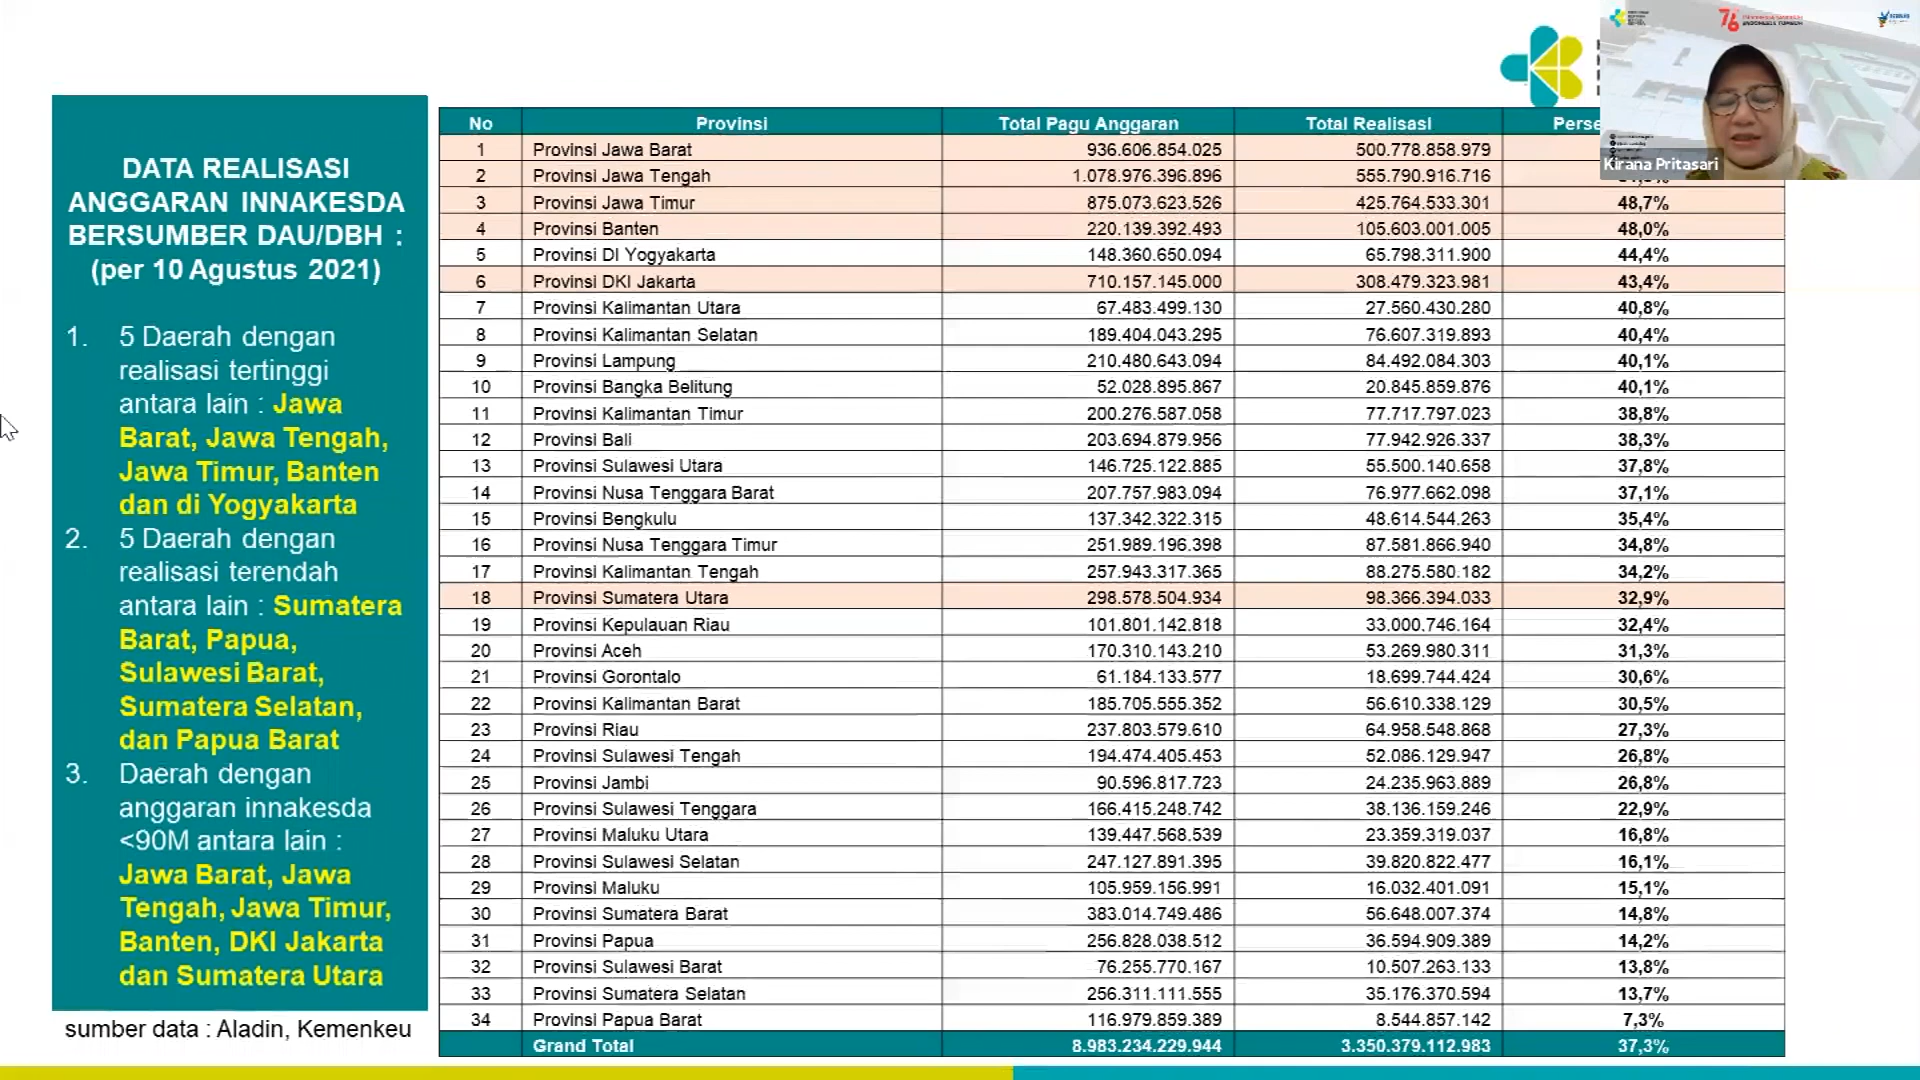 DATA REALISASI
ANGGARAN INNAKESDA
BERSUMBER DAU/DBH :
(per 10 Agustus 2021)
1. 5 Daerah dengan
realisasi tertinggi
antara lain : Jawa
Barat, Jawa Tengah,
Jawa Timur, Banten
dan di Yogyakarta
2. 5 Daerah dengan
realisasi terendah
antara lain : Sumatera
Barat, Papua,
Sulawesi Barat,
Sumatera Selatan,
dan Papua Barat
3. Daerah dengan
anggaran innakesda
<90M antara lain :
Jawa Barat, Jawa
Tengah, Jawa Timur,
Banten, DKI Jakarta
dan Sumatera Utara
sumber data : Aladin, Kemenkeu
No Provinsi Total Pagu Anggaran Total Realisasi
1 Provinsi Jawa Barat 936.606.854.025 500.778.858.979
2 Provinsi Jawa Tengah 1.078.976.396.896 555.790.916.716
3 Provinsi Jawa Timur 875.073.623.526 425.764.533.301 48,7%
4 Provinsi Banten 220.139.392.493 105.603.001.005 48,0%
5 Provinsi DI Yogyakarta 148.360.650.094 65.798.311.900 44,4%
6 Provinsi DKI Jakarta 710.157.145.000 308.479.323.981 43,4%
7 Provinsi Kalimantan Utara 67.483.499.130 27.560.430.280 40,8%
8 Provinsi Kalimantan Selatan 189.404.043.295 76.607.319.893 40,4%
9 Provinsi Lampung 210.480.643.094 84.492.084.303 40,1%
10 Provinsi Bangka Belitung 52.028.895.867 20.845.859.876 40,1%
11 Provinsi Kalimantan Timur 200.276.587.058 77.717.797.023 38,8%
12 Provinsi Bali 203.694.879.956 77.942.926.337 38,3%
13 Provinsi Sulawesi Utara 146.725.122.885 55.500.140.658 37,8%
14 Provinsi Nusa Tenggara Barat 207.757.983.094 76.977.662.098 37,1%
15 Provinsi Bengkulu 137.342.322.315 48.614.544.263 35,4%
16 Provinsi Nusa Tenggara Timur 251.989.196.398 87.581.866.940 34,8%
17 Provinsi Kalimantan Tengah 257.943.317.365 88.275.580.182 34,2%
18 Provinsi Sumatera Utara 298.578.504.934 98.366.394.033 32,9%
19 Provinsi Kepulauan Riau 101.801.142.818 33.000.746.164 32,4%
20 Provinsi Aceh 170.310.143.210 53.269.980.311 31,3%
21 Provinsi Gorontalo 61.184.133.577 18.699.744.424 30,6%
22 Provinsi Kalimantan Barat 185.705.555.352 56.610.338.129 30,5%
23 Provinsi Riau 237.803.579.610 64.958.548.868 27,3%
24 Provinsi Sulawesi Tengah 194.474.405.453 52.086.129.947 26,8%
25 Provinsi Jambi 90.596.817.723 24.235.963.889 26,8%
26 Provinsi Sulawesi Tenggara 166.415.248.742 38.136.159.246 22,9%
27 Provinsi Maluku Utara 139.447.568.539 23.359.319.037 16,8%
28 Provinsi Sulawesi Selatan 247.127.891.395 39.820.822.477 16,1%
29 Provinsi Maluku 105.959.156.991 16.032.401.091 15,1%
30 Provinsi Sumatera Barat 383.014.749.486 56.648.007.374 14,8%
31 Provinsi Papua 256.828.038.512 36.594.909.389 14,2%
32 Provinsi Sulawesi Barat 76.255.770.167 10.507.263.133 13,8%
33 Provinsi Sumatera Selatan 256.311.111.555 35.176.370.594 13,7%
34 Provinsi Papua Barat 116.979.859.389 8.544.857.142 7,3%
Grand Total 8.983.234.229.944 3.350.379.112.983 37,3%
76
Kirana Pritasari